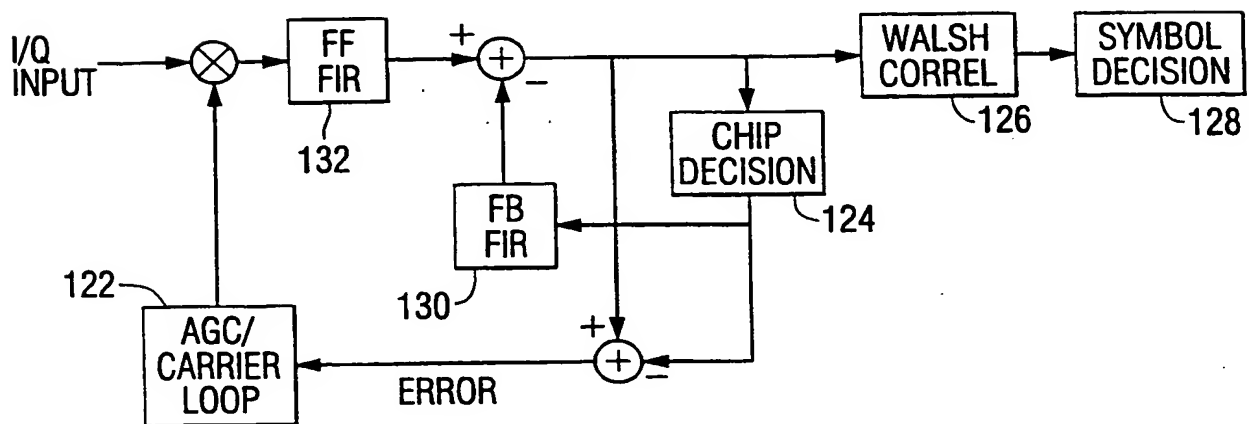 I/Q
INPUT
FF
FIR
132
+
+
−
WALSH
CORREL
126
SYMBOL
DECISION
128
CHIP
DECISION
124
FB
FIR
130
122
AGC/
CARRIER
LOOP
ERROR
+
+
−